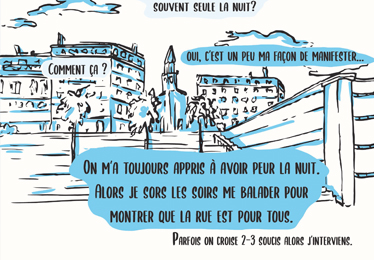 SOUVENT SEULE LA NUIT?
OUI, C'EST UN PEU MA FAÇON DE MANIFESTER...
COMMENT ÇA ?
ON M'A TOUJOURS APPRIS À AVOIR PEUR LA NUIT.
ALORS JE SORS LES SOIRS ME BALADER POUR
MONTRER QUE LA RUE EST POUR TOUS.
PARFOIS ON CROISE 2-3 SOUCIS ALORS J'INTERVIENS.